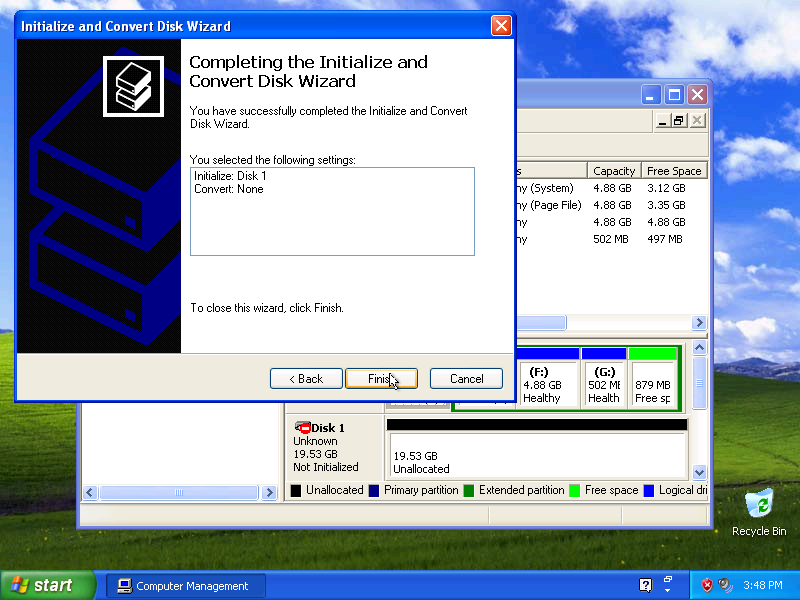 Initialize and Convert Disk Wizard
Completing the Initialize and
Convert Disk Wizard
You have successfully completed the Initialize and Convert
Disk Wizard.
You selected the following settings:
Initialize: Disk 1
Convert: None
To close this wizard, click Finish.
< Back
Finish
Cancel
s Capacity Free Space
ny (System) 4.88 GB 3.12 GB
ny (Page File) 4.88 GB 3.35 GB
ny 4.88 GB 4.88 GB
ny 502 MB 497 MB
(F:)
4.88 GB
Healthy
(G:)
502 ME
Health
879 MB
Free sp
Disk 1
Unknown
19.53 GB
Not Initialized
19.53 GB
Unallocated
Unallocated Primary partition Extended partition Free space Logical dri
Recycle Bin
start
Computer Management
3:48 PM